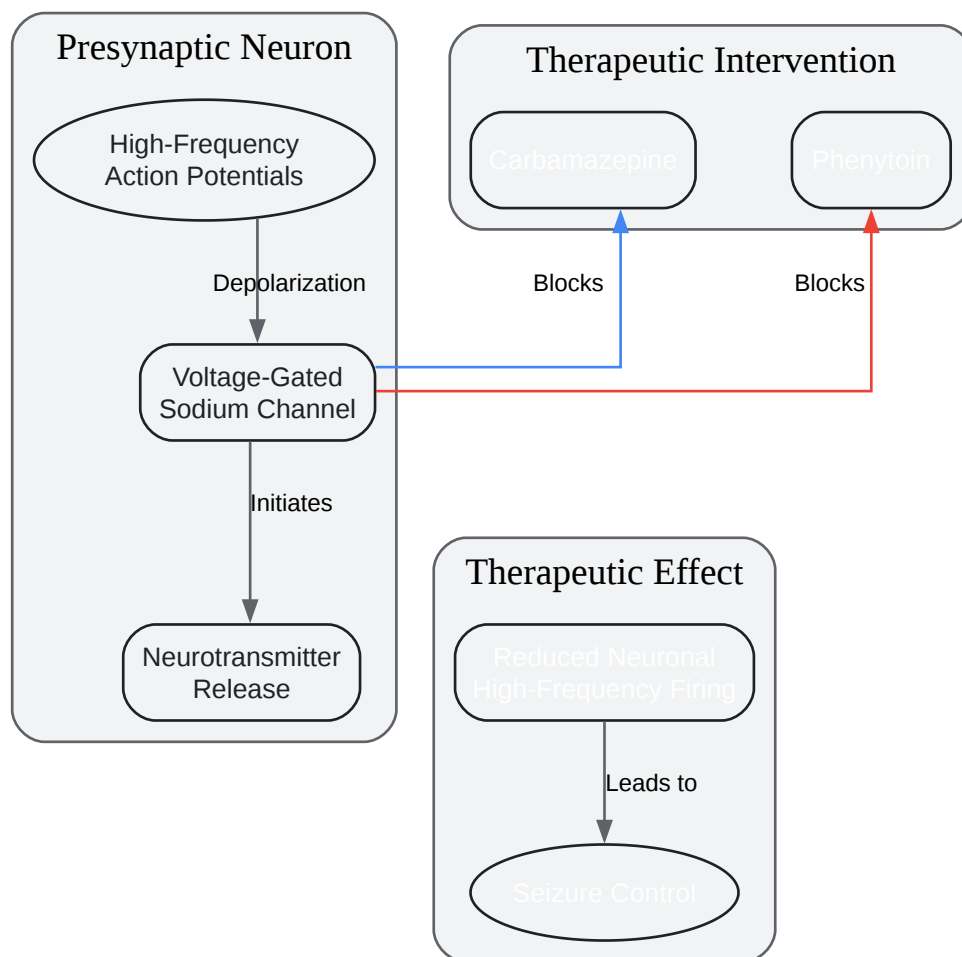 Presynaptic Neuron
High-Frequency
Action Potentials
Depolarization
Voltage-Gated
Sodium Channel
Initiates
Neurotransmitter
Release
Therapeutic Intervention
Carbamazepine
Phenytoin
Blocks
Blocks
Therapeutic Effect
Reduced Neuronal
High-Frequency Firing
Leads to
Seizure Control